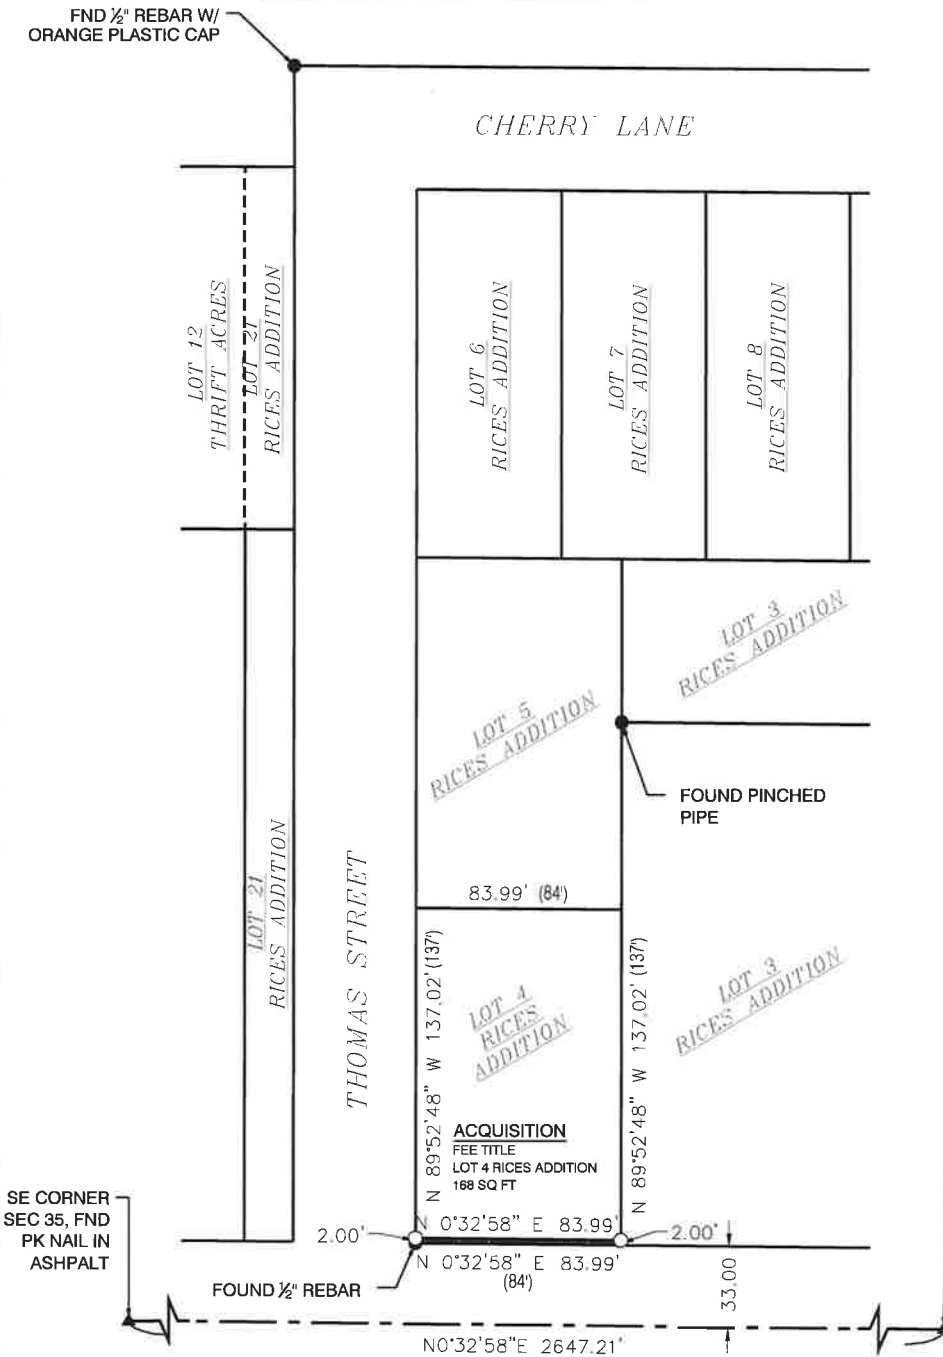 FND ½" REBAR W/
ORANGE PLASTIC CAP
CHERRY LANE
LOT 12
THRIFT ACRES
LOT 21
RICES ADDITION
LOT 6
RICES ADDITION
LOT 7
RICES ADDITION
LOT 8
RICES ADDITION
LOT 3
RICES ADDITION
LOT 5
RICES ADDITION
FOUND PINCHED
PIPE
LOT 21
RICES ADDITION
THOMAS STREET
83.99' (84')
N 89°52'48" W 137.02' (137')
LOT 4
RICES
ADDITION
N 89°52'48" W 137.02' (137')
LOT 3
RICES ADDITION
ACQUISITION
FEE TITLE
LOT 4 RICES ADDITION
168 SQ FT
SE CORNER
SEC 35, FND
PK NAIL IN
ASHPALT
2.00'
N 0°32'58" E 83.99'
2.00'
N 0°32'58" E 83.99'
(84')
FOUND ½" REBAR
33.00
N0°32'58"E 2647.21'